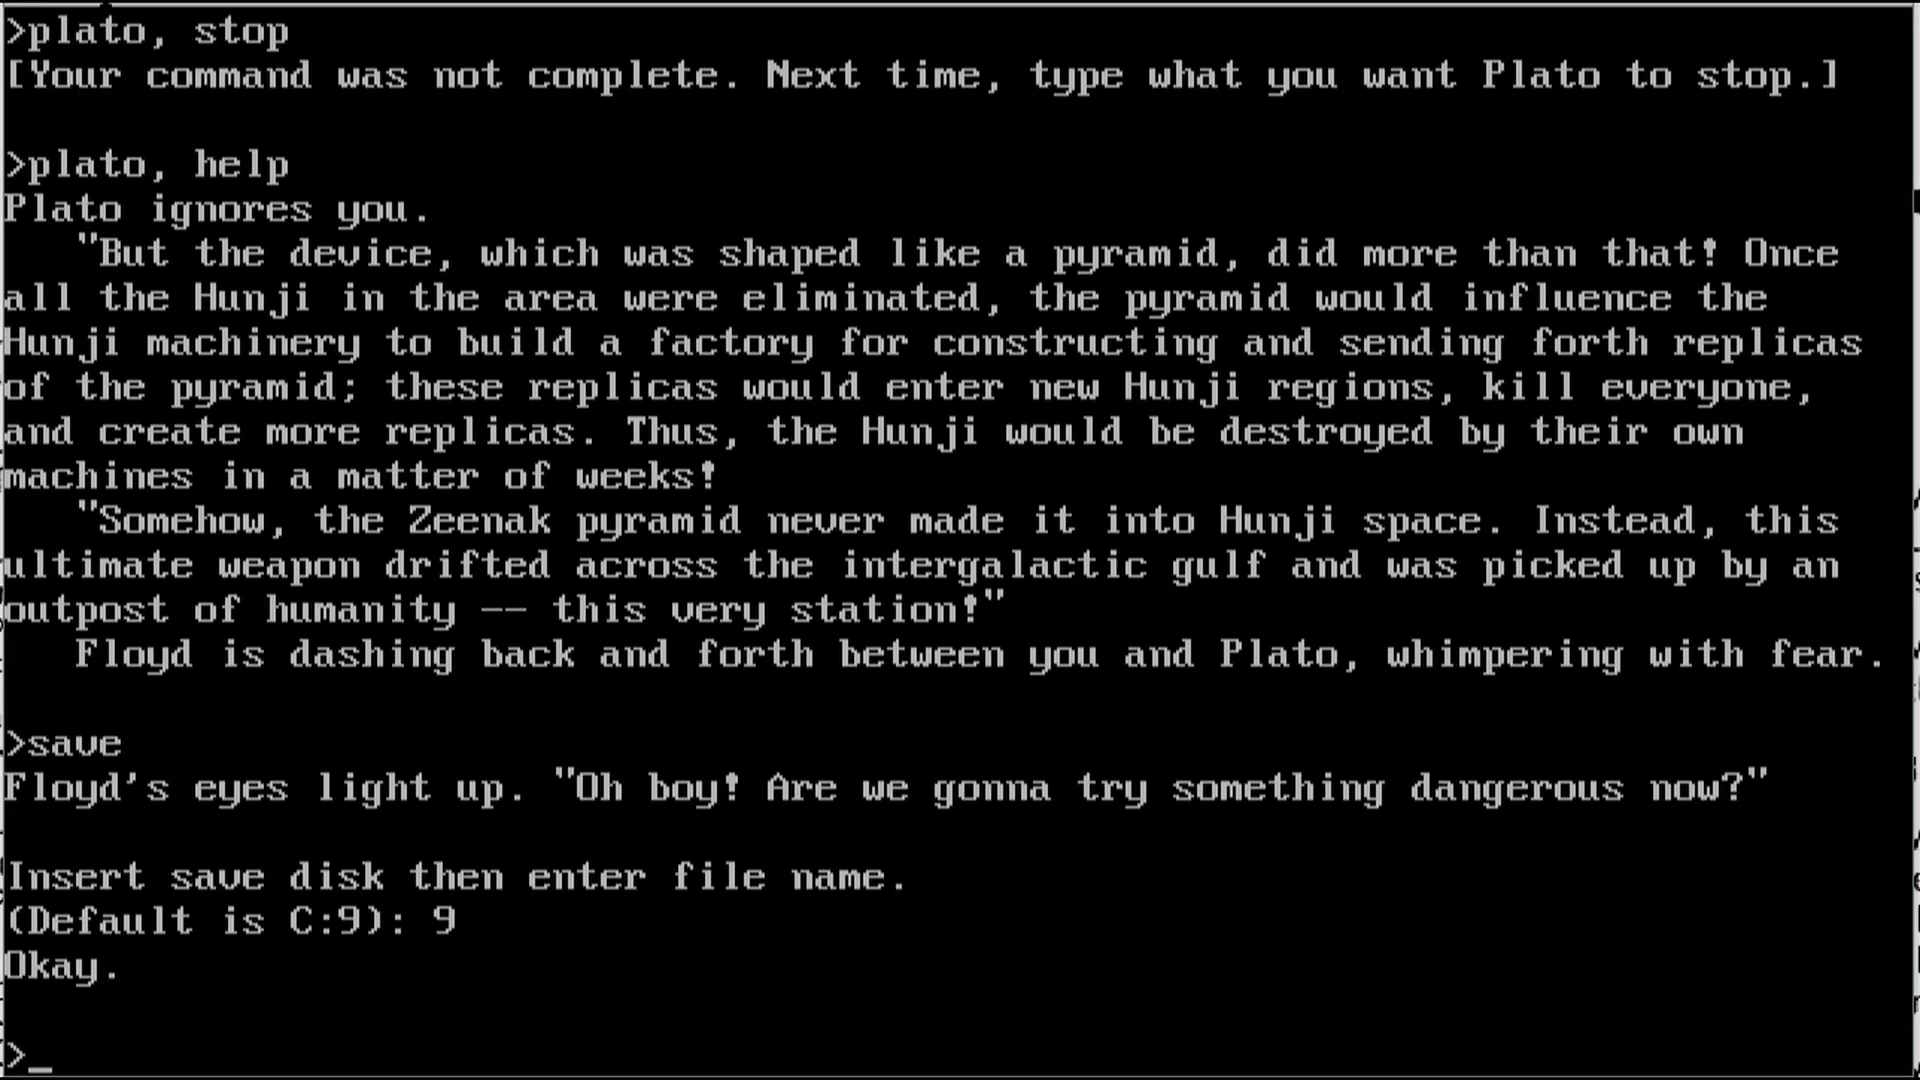 >plato, stop
[Your command was not complete. Next time, type what you want Plato to stop.]
>plato, help
Plato ignores you.
"But the device, which was shaped like a pyramid, did more than that! Once
all the Hunji in the area were eliminated, the pyramid would influence the
Hunji machinery to build a factory for constructing and sending forth replicas
of the pyramid; these replicas would enter new Hunji regions, kill everyone,
and create more replicas. Thus, the Hunji would be destroyed by their own
machines in a matter of weeks!
"Somehow, the Zeenak pyramid never made it into Hunji space. Instead, this
ultimate weapon drifted across the intergalactic gulf and was picked up by an
outpost of humanity -- this very station!"
Floyd is dashing back and forth between you and Plato, whimpering with fear.
>save
Floyd's eyes light up. "Oh boy! Are we gonna try something dangerous now?"
Insert save disk then enter file name.
(Default is C:9): 9
Okay.
>_